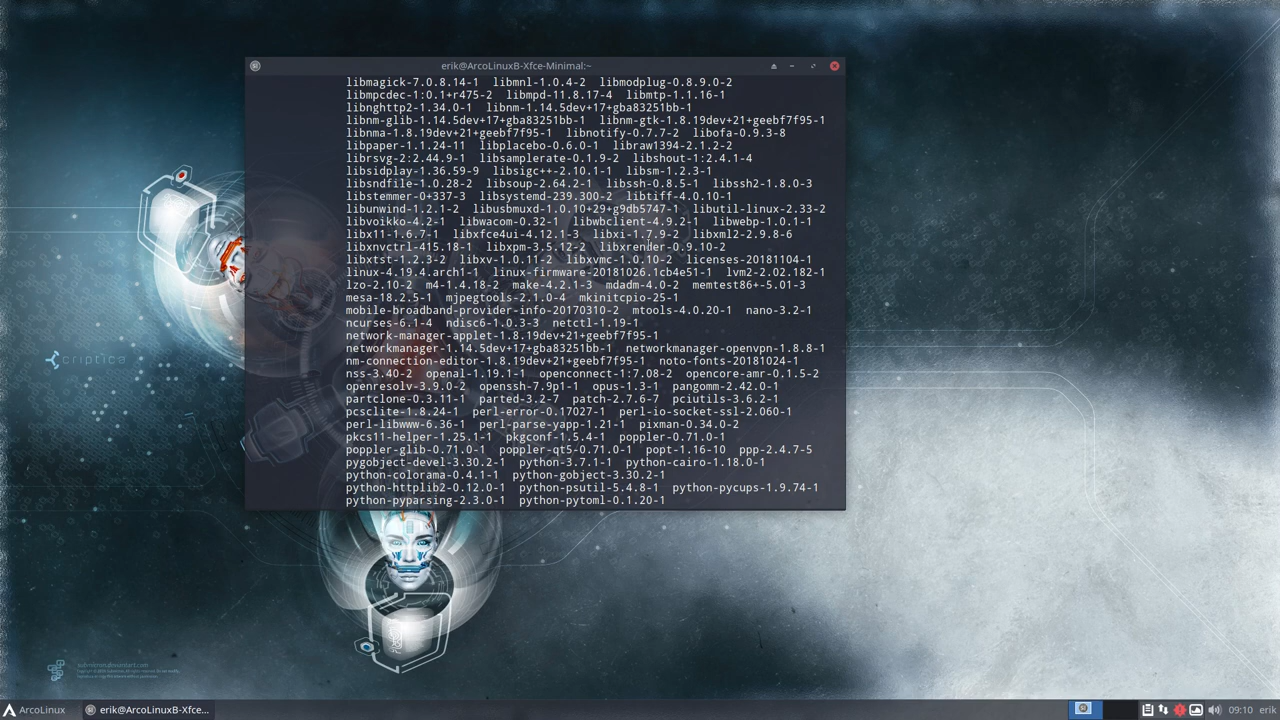 erik@ArcoLinuxB-Xfce-Minimal:~
libmagick-7.0.8.14-1 libmnl-1.0.4-2 libmodplug-0.8.9.0-2
libmpcdec-1:0.1+r475-2 libmpd-11.8.17-4 libmtp-1.1.16-1
libnghttp2-1.34.0-1 libnm-1.14.5dev+17+gba83251bb-1
libnm-glib-1.14.5dev+17+gba83251bb-1 libnm-gtk-1.8.19dev+21+geebf7f95-1
libnma-1.8.19dev+21+geebf7f95-1 libnotify-0.7.7-2 libofa-0.9.3-8
libpaper-1.1.24-11 libplacebo-0.6.0-1 libraw1394-2.1.2-2
librsvg-2:2.44.9-1 libsamplerate-0.1.9-2 libshout-1:2.4.1-4
libsidplay-1.36.59-9 libsigc++-2.10.1-1 libsm-1.2.3-1
libsndfile-1.0.28-2 libsoup-2.64.2-1 libssh-0.8.5-1 libssh2-1.8.0-3
libstemmer-0+337-3 libsystemd-239.300-2 libtiff-4.0.10-1
libunwind-1.2.1-2 libusbmuxd-1.0.10+29+g9db5747-1 libutil-linux-2.33-2
libvoikko-4.2-1 libwacom-0.32-1 libwbclient-4.9.2-1 libwebp-1.0.1-1
libx11-1.6.7-1 libxfce4ui-4.12.1-3 libxi-1.7.9-2 libxml2-2.9.8-6
libxnvctrl-415.18-1 libxpm-3.5.12-2 libxrender-0.9.10-2
libxtst-1.2.3-2 libxv-1.0.11-2 libxvmc-1.0.10-2 licenses-20181104-1
linux-4.19.4.arch1-1 linux-firmware-20181026.1cb4e51-1 lvm2-2.02.182-1
lzo-2.10-2 m4-1.4.18-2 make-4.2.1-3 mdadm-4.0-2 memtest86+-5.01-3
mesa-18.2.5-1 mjpegtools-2.1.0-4 mkinitcpio-25-1
mobile-broadband-provider-info-20170310-2 mtools-4.0.20-1 nano-3.2-1
ncurses-6.1-4 ndisc6-1.0.3-3 netctl-1.19-1
network-manager-applet-1.8.19dev+21+geebf7f95-1
networkmanager-1.14.5dev+17+gba83251bb-1 networkmanager-openvpn-1.8.8-1
nm-connection-editor-1.8.19dev+21+geebf7f95-1 noto-fonts-20181024-1
nss-3.40-2 openal-1.19.1-1 openconnect-1:7.08-2 opencore-amr-0.1.5-2
openresolv-3.9.0-2 openssh-7.9p1-1 opus-1.3-1 pangomm-2.42.0-1
partclone-0.3.11-1 parted-3.2-7 patch-2.7.6-7 pciutils-3.6.2-1
pcsclite-1.8.24-1 perl-error-0.17027-1 perl-io-socket-ssl-2.060-1
perl-libwww-6.36-1 perl-parse-yapp-1.21-1 pixman-0.34.0-2
pkcs11-helper-1.25.1-1 pkgconf-1.5.4-1 poppler-0.71.0-1
poppler-glib-0.71.0-1 poppler-qt5-0.71.0-1 popt-1.16-10 ppp-2.4.7-5
pygobject-devel-3.30.2-1 python-3.7.1-1 python-cairo-1.18.0-1
python-colorama-0.4.1-1 python-gobject-3.30.2-1
python-httplib2-0.12.0-1 python-psutil-5.4.8-1 python-pycups-1.9.74-1
python-pyparsing-2.3.0-1 python-pytoml-0.1.20-1
criptica
ArcoLinux
erik@ArcoLinuxB-Xfce...
09:10 erik